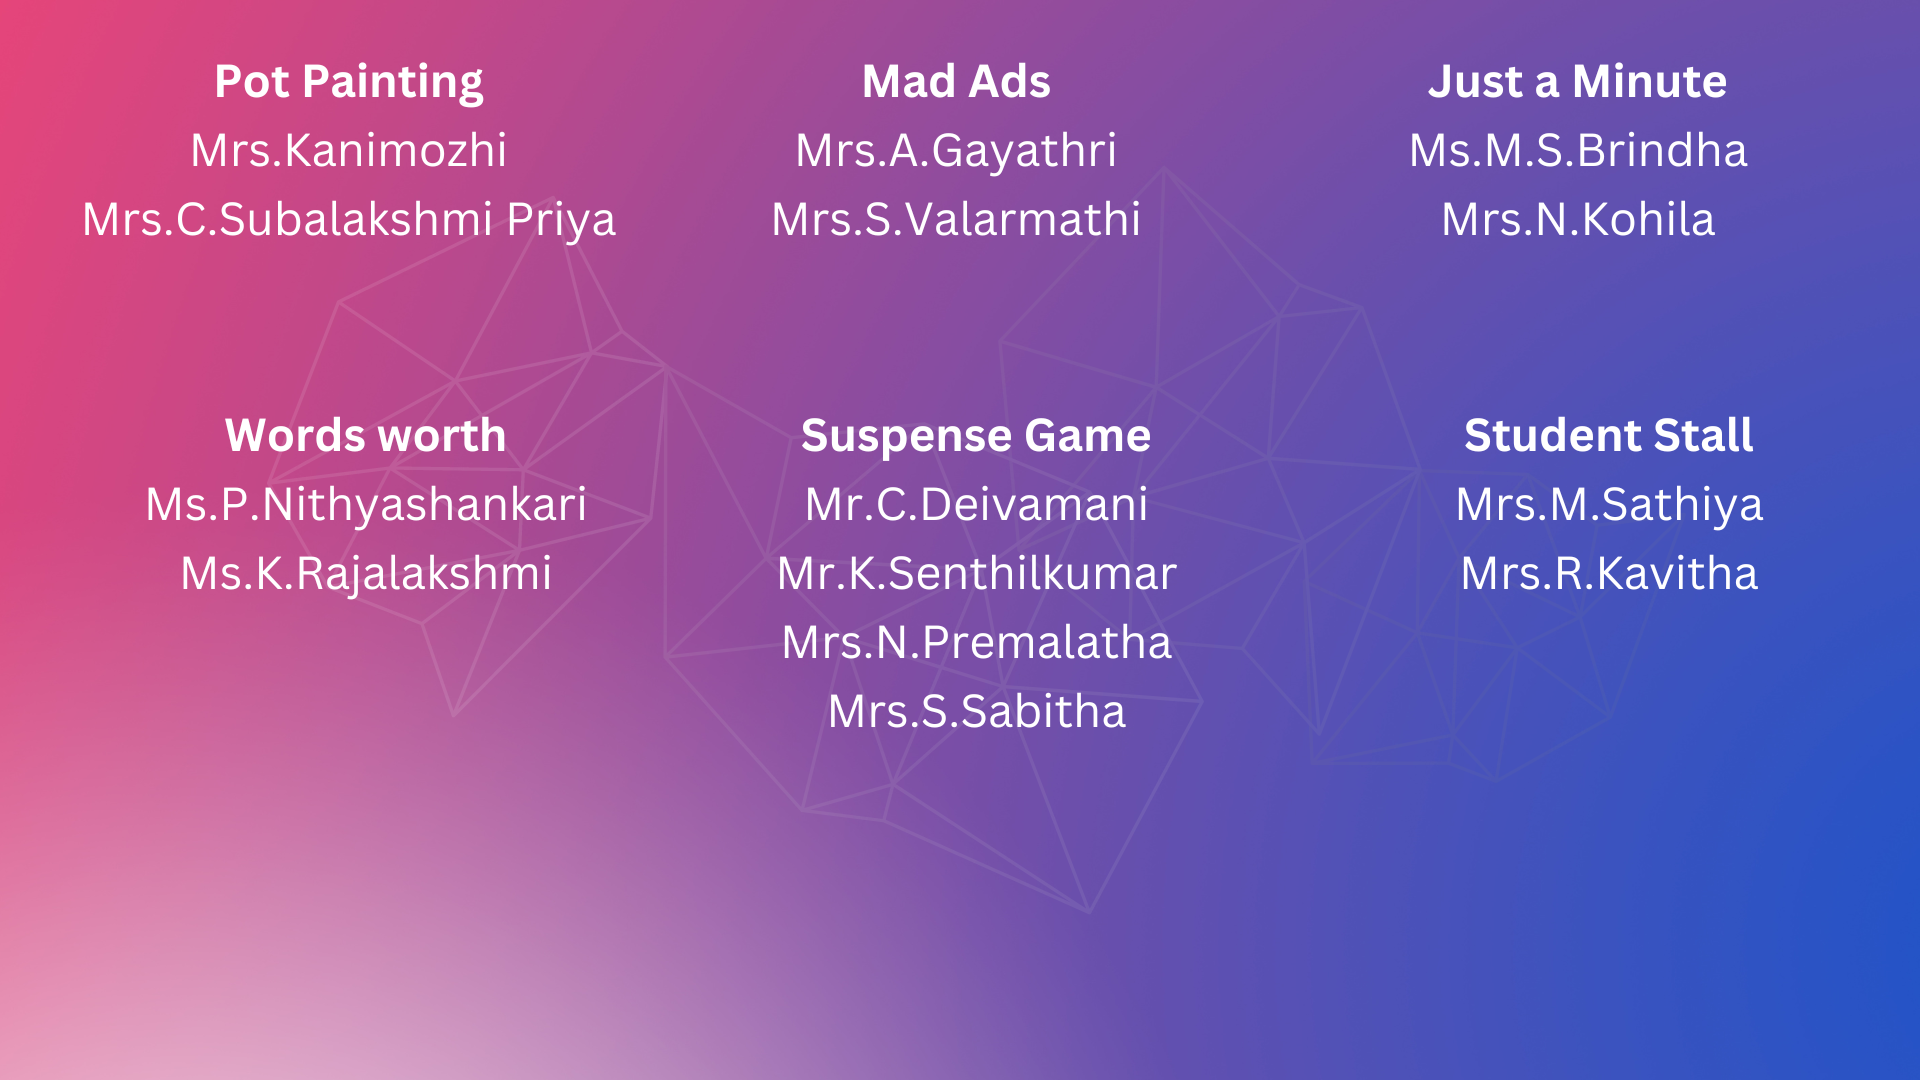 Pot Painting
Mrs.Kanimozhi
Mrs.C.Subalakshmi Priya
Mad Ads
Mrs.A.Gayathri
Mrs.S.Valarmathi
Just a Minute
Ms.M.S.Brindha
Mrs.N.Kohila
Words worth
Ms.P.Nithyashankari
Ms.K.Rajalakshmi
Suspense Game
Mr.C.Deivamani
Mr.K.Senthilkumar
Mrs.N.Premalatha
Mrs.S.Sabitha
Student Stall
Mrs.M.Sathiya
Mrs.R.Kavitha